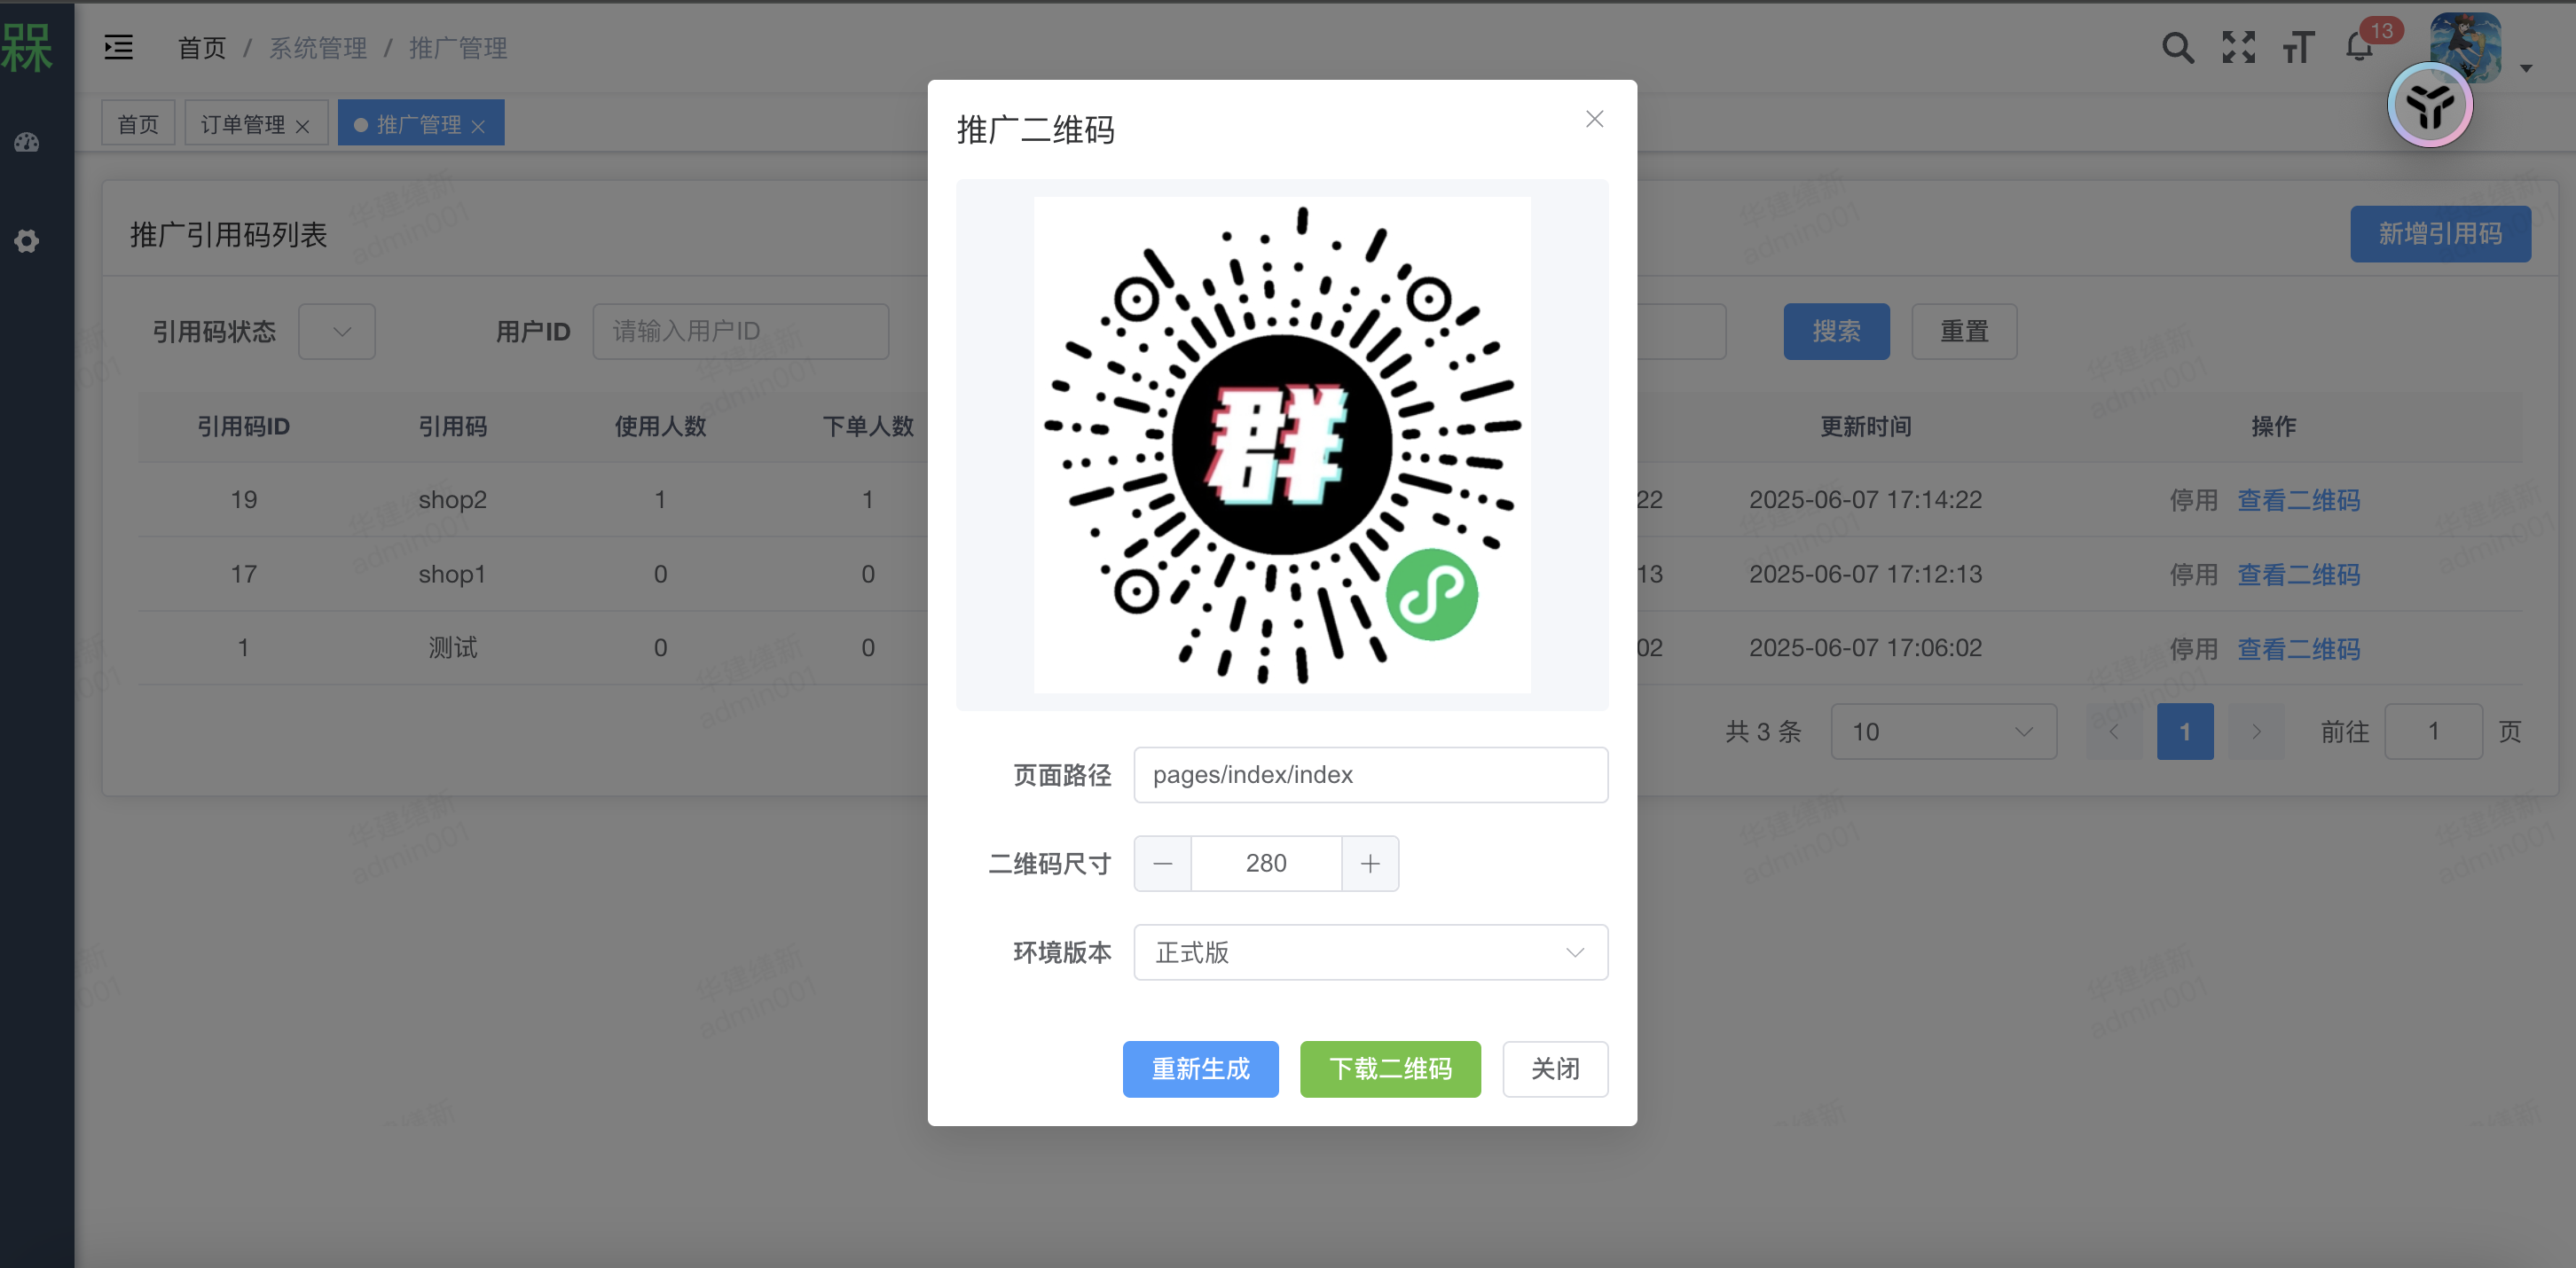 槑
首页 / 系统管理 / 推广管理
13
首页
订单管理
推广管理
推广引用码列表
新增引用码
引用码状态
用户ID
请输入用户ID
搜索
重置
引用码ID
引用码
使用人数
下单人数
更新时间
操作
19
shop2
1
1
22
2025-06-07 17:14:22
停用
查看二维码
17
shop1
0
0
13
2025-06-07 17:12:13
停用
查看二维码
1
测试
0
0
02
2025-06-07 17:06:02
停用
查看二维码
共 3 条
10
1
前往
1
页
推广二维码
群
页面路径
pages/index/index
二维码尺寸
280
环境版本
正式版
重新生成
下载二维码
关闭